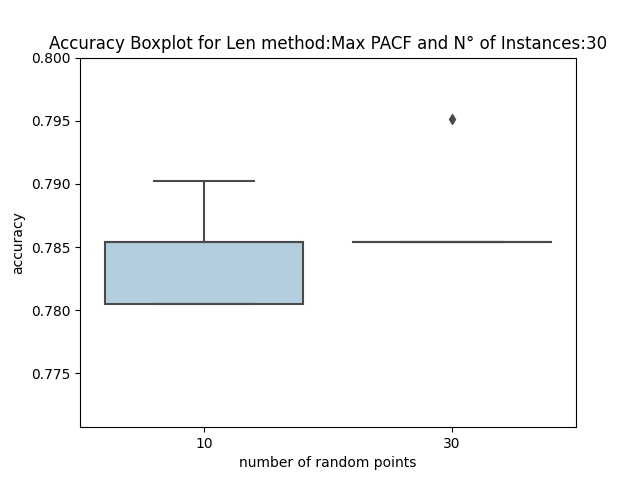 Accuracy Boxplot for Len method:Max PACF and N° of Instances:30
0.800
0.795
0.790
0.785
0.780
0.775
accuracy
10 30
number of random points